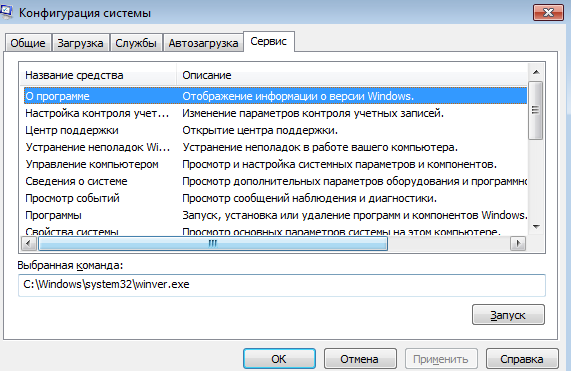 Конфигурация системы
Общие Загрузка Службы Автозагрузка Сервис
Название средства Описание
О программе Отображение информации о версии Windows.
Настройка контроля учет... Изменение параметров контроля учетных записей.
Центр поддержки Открытие центра поддержки.
Устранение неполадок Wi... Устранение неполадок в работе вашего компьютера.
Управление компьютером Просмотр и настройка системных параметров и компонентов.
Сведения о системе Просмотр дополнительных параметров оборудования и программно
Просмотр событий Просмотр сообщений наблюдения и диагностики.
Программы Запуск, установка или удаление программ и компонентов Windows.
Свойства системы Просмотр основных параметров системы на этом компьютере.
Выбранная команда:
C:\Windows\system32\winver.exe
Запуск
ОК Отмена Применить Справка